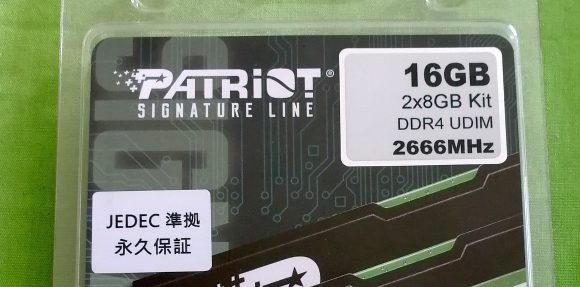 PATRIOT®
SIGNATURE LINE
16GB
2x8GB Kit
DDR4 UDIM
2666MHz
JEDEC 準拠
永久保証